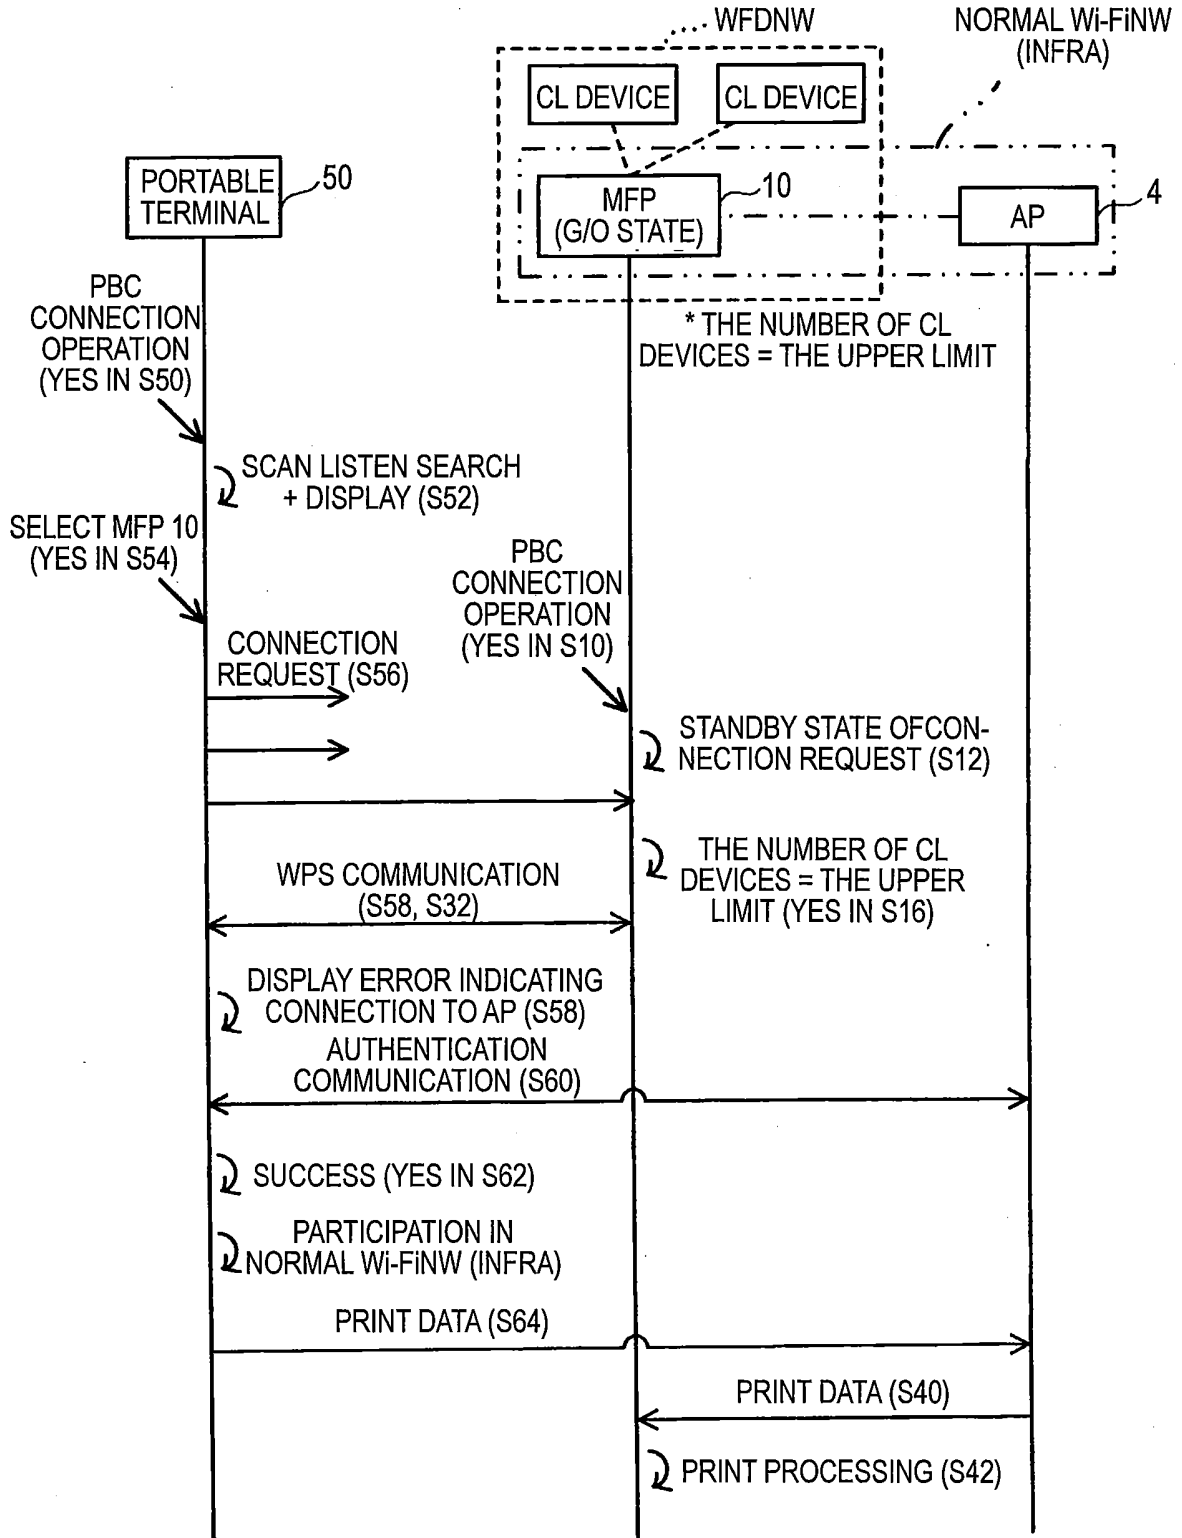 WFDNW
NORMAL Wi-FiNW
(INFRA)
CL DEVICE
CL DEVICE
PORTABLE
TERMINAL
50
MFP
(G/O STATE)
10
AP
4
PBC
CONNECTION
OPERATION
(YES IN S50)
* THE NUMBER OF CL
DEVICES = THE UPPER LIMIT
SCAN LISTEN SEARCH
+ DISPLAY (S52)
SELECT MFP 10
(YES IN S54)
PBC
CONNECTION
OPERATION
(YES IN S10)
CONNECTION
REQUEST (S56)
STANDBY STATE OFCON-
NECTION REQUEST (S12)
THE NUMBER OF CL
DEVICES = THE UPPER
LIMIT (YES IN S16)
WPS COMMUNICATION
(S58, S32)
DISPLAY ERROR INDICATING
CONNECTION TO AP (S58)
AUTHENTICATION
COMMUNICATION (S60)
SUCCESS (YES IN S62)
PARTICIPATION IN
NORMAL Wi-FiNW (INFRA)
PRINT DATA (S64)
PRINT DATA (S40)
PRINT PROCESSING (S42)